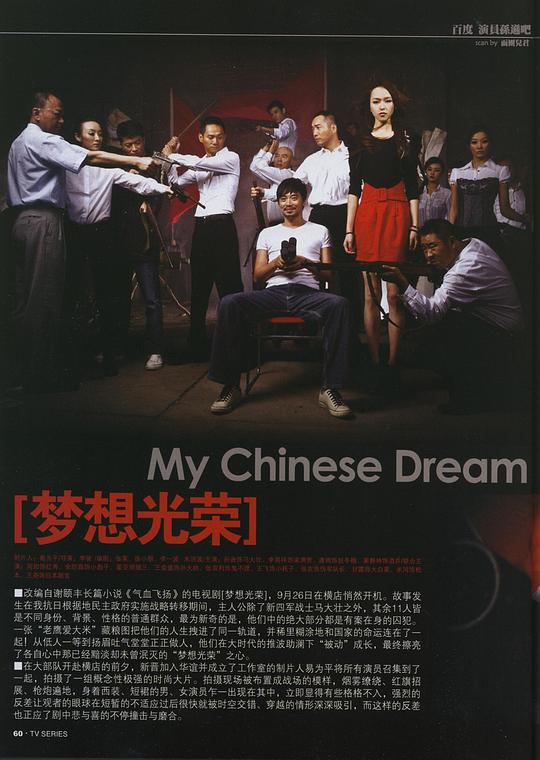 百度 演員孫遜吧
scan by 雨剛兒君
My Chinese Dream
[梦想光荣]
■改编自谢颐丰长篇小说《气血飞扬》的电视剧[梦想光荣],9月26日在横店悄然开机。故事发
生在我抗日根据地民主政府实施战略转移期间,主人公除了新四军战士马大壮之外,其余11人皆
是不同身份、背景、性格的普通群众,最为新奇的是,他们中的绝大部分都是有案在身的囚犯。
一张“老鹰爱大米”藏粮图把他们的人生拽进了同一轨道,并稀里糊涂地和国家的命运连在了一
起!从低人一等到扬眉吐气堂堂正正做人,他们在大时代的推波助澜下“被动”成长,最终擦亮
了各自心中那已经黯淡却未曾泯灭的“梦想光荣”之心。
■在大部队开赴横店的前夕,新晋加入华谊并成立了工作室的制片人易为平将所有演员召集到了
一起,拍摄了一组概念性极强的时尚大片。拍摄现场被布置成战场的模样,烟雾缭绕、红旗招
展、枪炮遍地,身着西装、短裙的男、女演员乍一出现在其中,立即显得有些格格不入,强烈的
反差让观者的眼球在短暂的不适应过后很快就被时空交错、穿越的情形深深吸引,而这样的反差
也正应了剧中悲与喜的不停撞击与磨合。
60 · TV SERIES